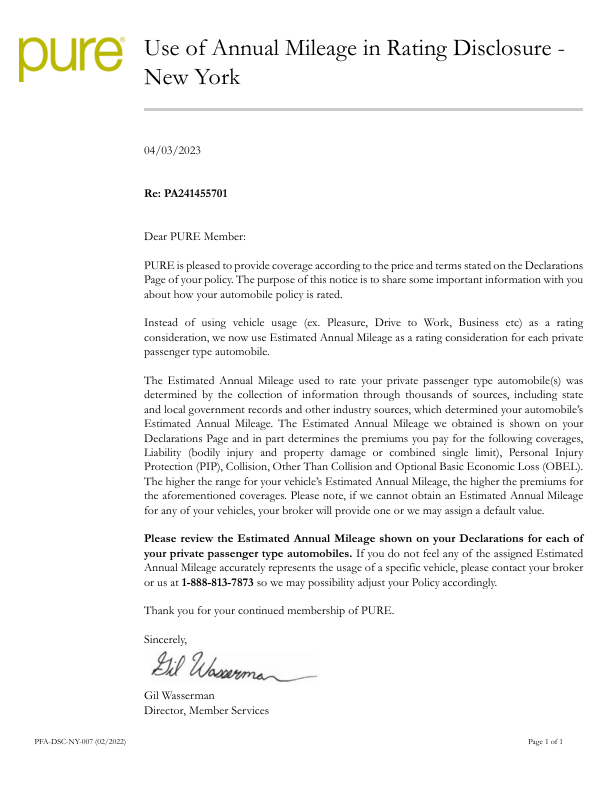 pure®
Use of Annual Mileage in Rating Disclosure -
New York
04/03/2023
Re: PA241455701
Dear PURE Member:
PURE is pleased to provide coverage according to the price and terms stated on the Declarations
Page of your policy. The purpose of this notice is to share some important information with you
about how your automobile policy is rated.
Instead of using vehicle usage (ex. Pleasure, Drive to Work, Business etc) as a rating
consideration, we now use Estimated Annual Mileage as a rating consideration for each private
passenger type automobile.
The Estimated Annual Mileage used to rate your private passenger type automobile(s) was
determined by the collection of information through thousands of sources, including state
and local government records and other industry sources, which determined your automobile's
Estimated Annual Mileage. The Estimated Annual Mileage we obtained is shown on your
Declarations Page and in part determines the premiums you pay for the following coverages,
Liability (bodily injury and property damage or combined single limit), Personal Injury
Protection (PIP), Collision, Other Than Collision and Optional Basic Economic Loss (OBEL).
The higher the range for your vehicle's Estimated Annual Mileage, the higher the premiums for
the aforementioned coverages. Please note, if we cannot obtain an Estimated Annual Mileage
for any of your vehicles, your broker will provide one or we may assign a default value.
Please review the Estimated Annual Mileage shown on your Declarations for each of
your private passenger type automobiles. If you do not feel any of the assigned Estimated
Annual Mileage accurately represents the usage of a specific vehicle, please contact your broker
or us at 1-888-813-7873 so we may possibility adjust your Policy accordingly.
Thank you for your continued membership of PURE.
Sincerely,
Gil Wasserman
Gil Wasserman
Director, Member Services
PFA-DSC-NY-007 (02/2022)
Page 1 of 1